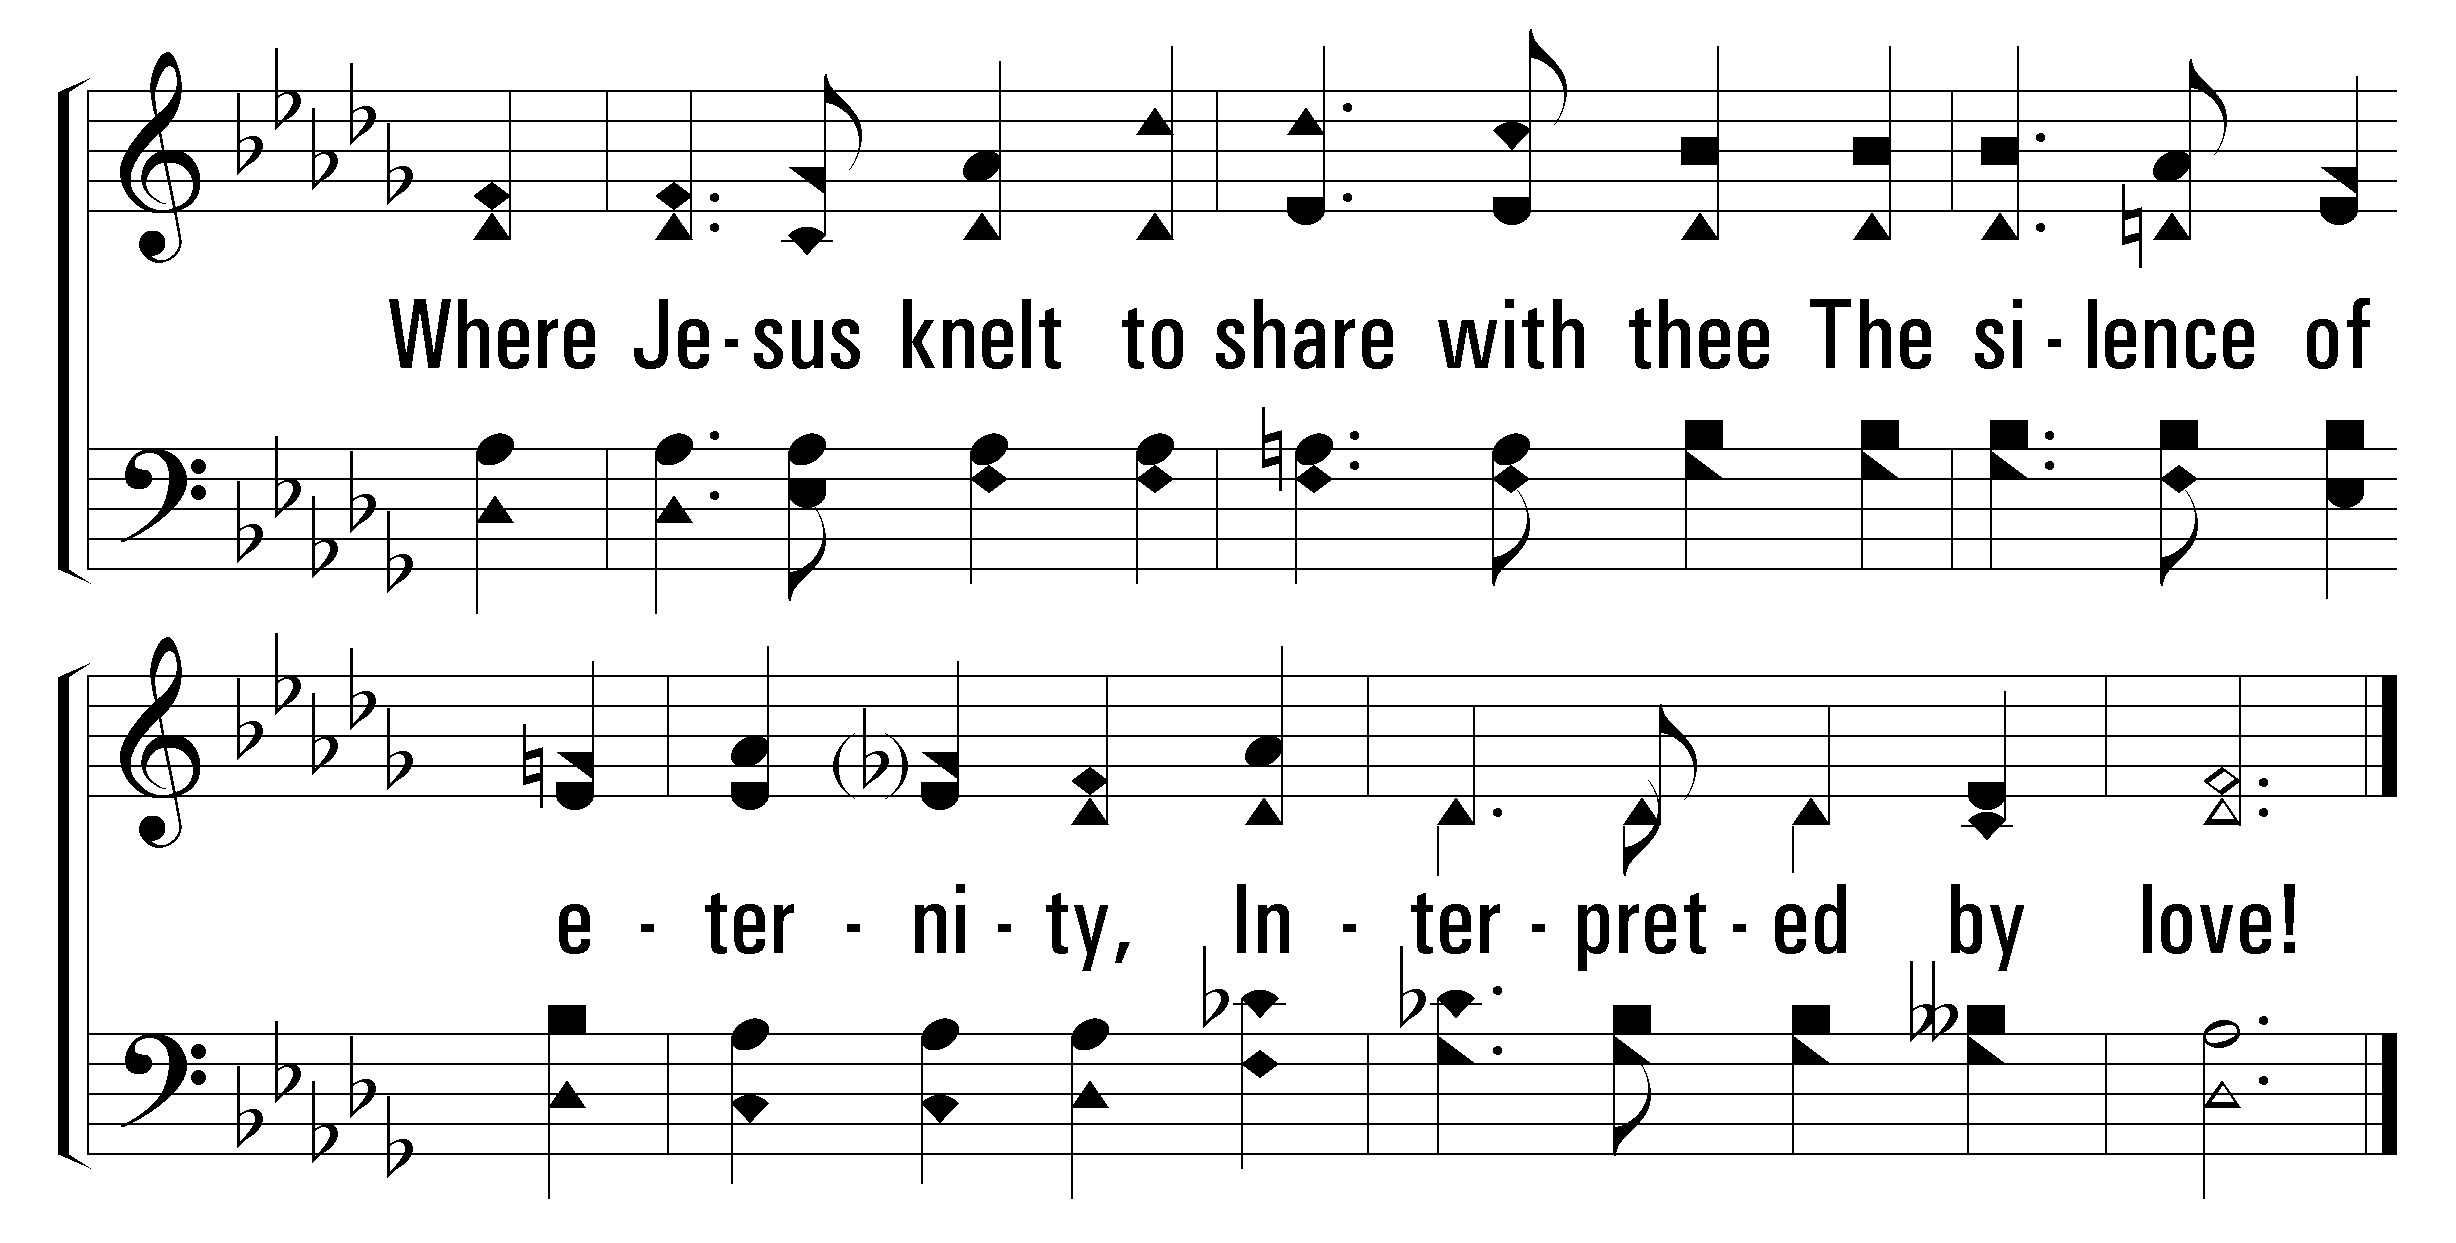 Where Je - sus knelt to share with thee The si - lence of
e - ter - ni - ty, In - ter - pret - ed by love!